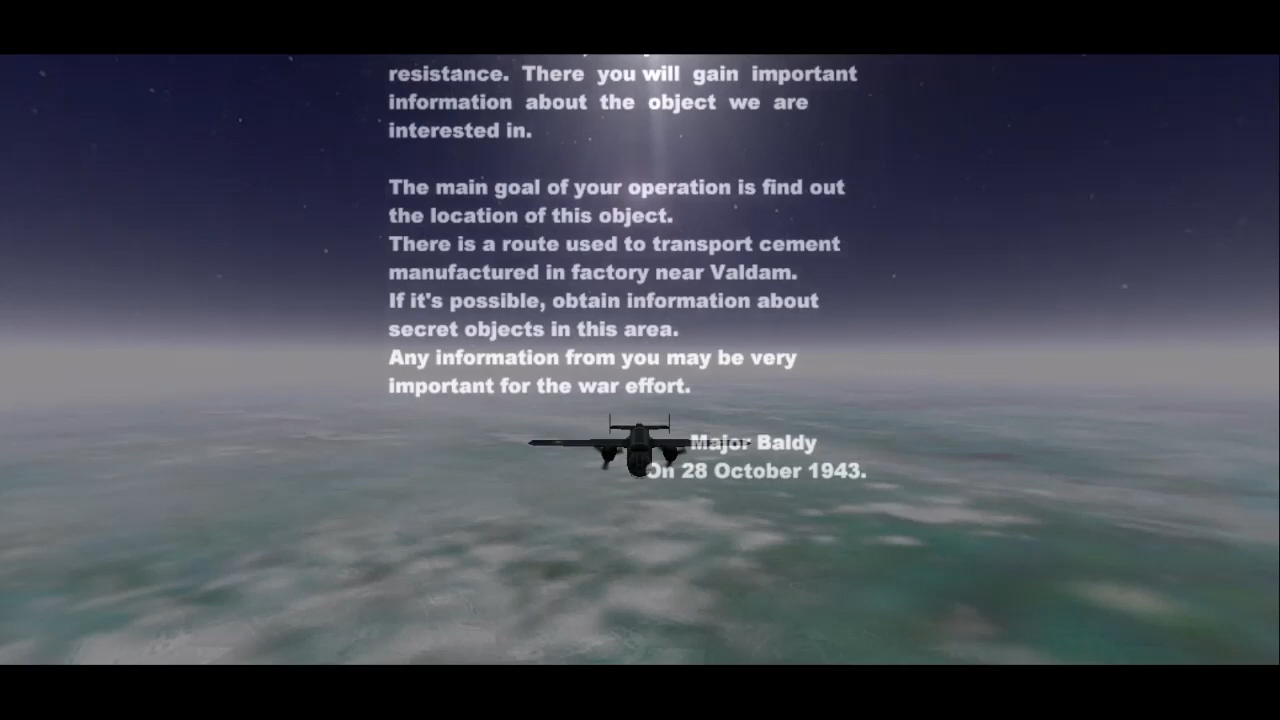 resistance. There you will gain important
information about the object we are
interested in.
The main goal of your operation is find out
the location of this object.
There is a route used to transport cement
manufactured in factory near Valdam.
If it's possible, obtain information about
secret objects in this area.
Any information from you may be very
important for the war effort.
Major Baldy
On 28 October 1943.